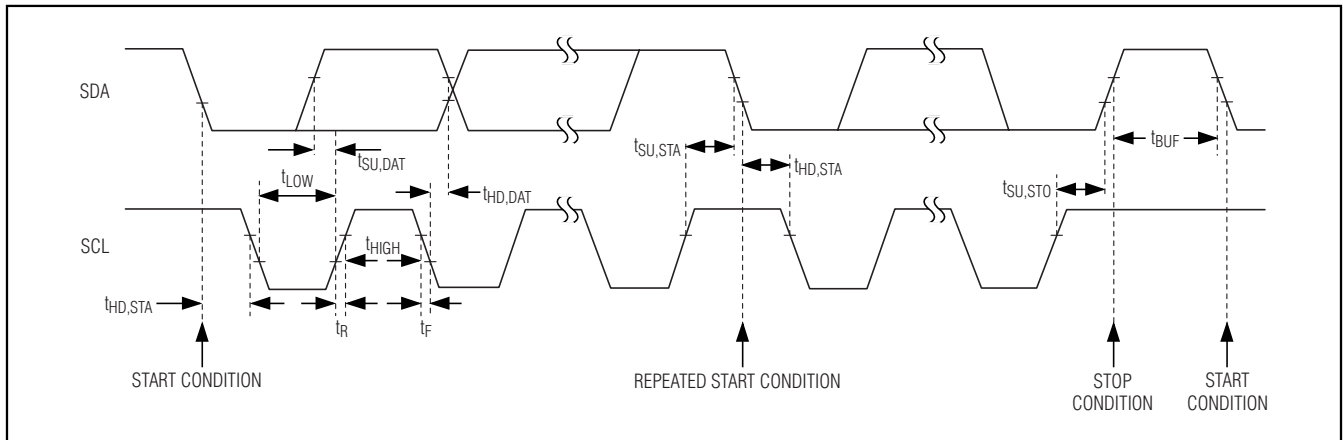 SDA
tSU,DAT
tLOW
tHD,DAT
tSU,STA
tHD,STA
tBUF
tSU,STO
SCL
tHIGH
tHD,STA
tR
tF
START CONDITION
REPEATED START CONDITION
STOP
CONDITION
START
CONDITION